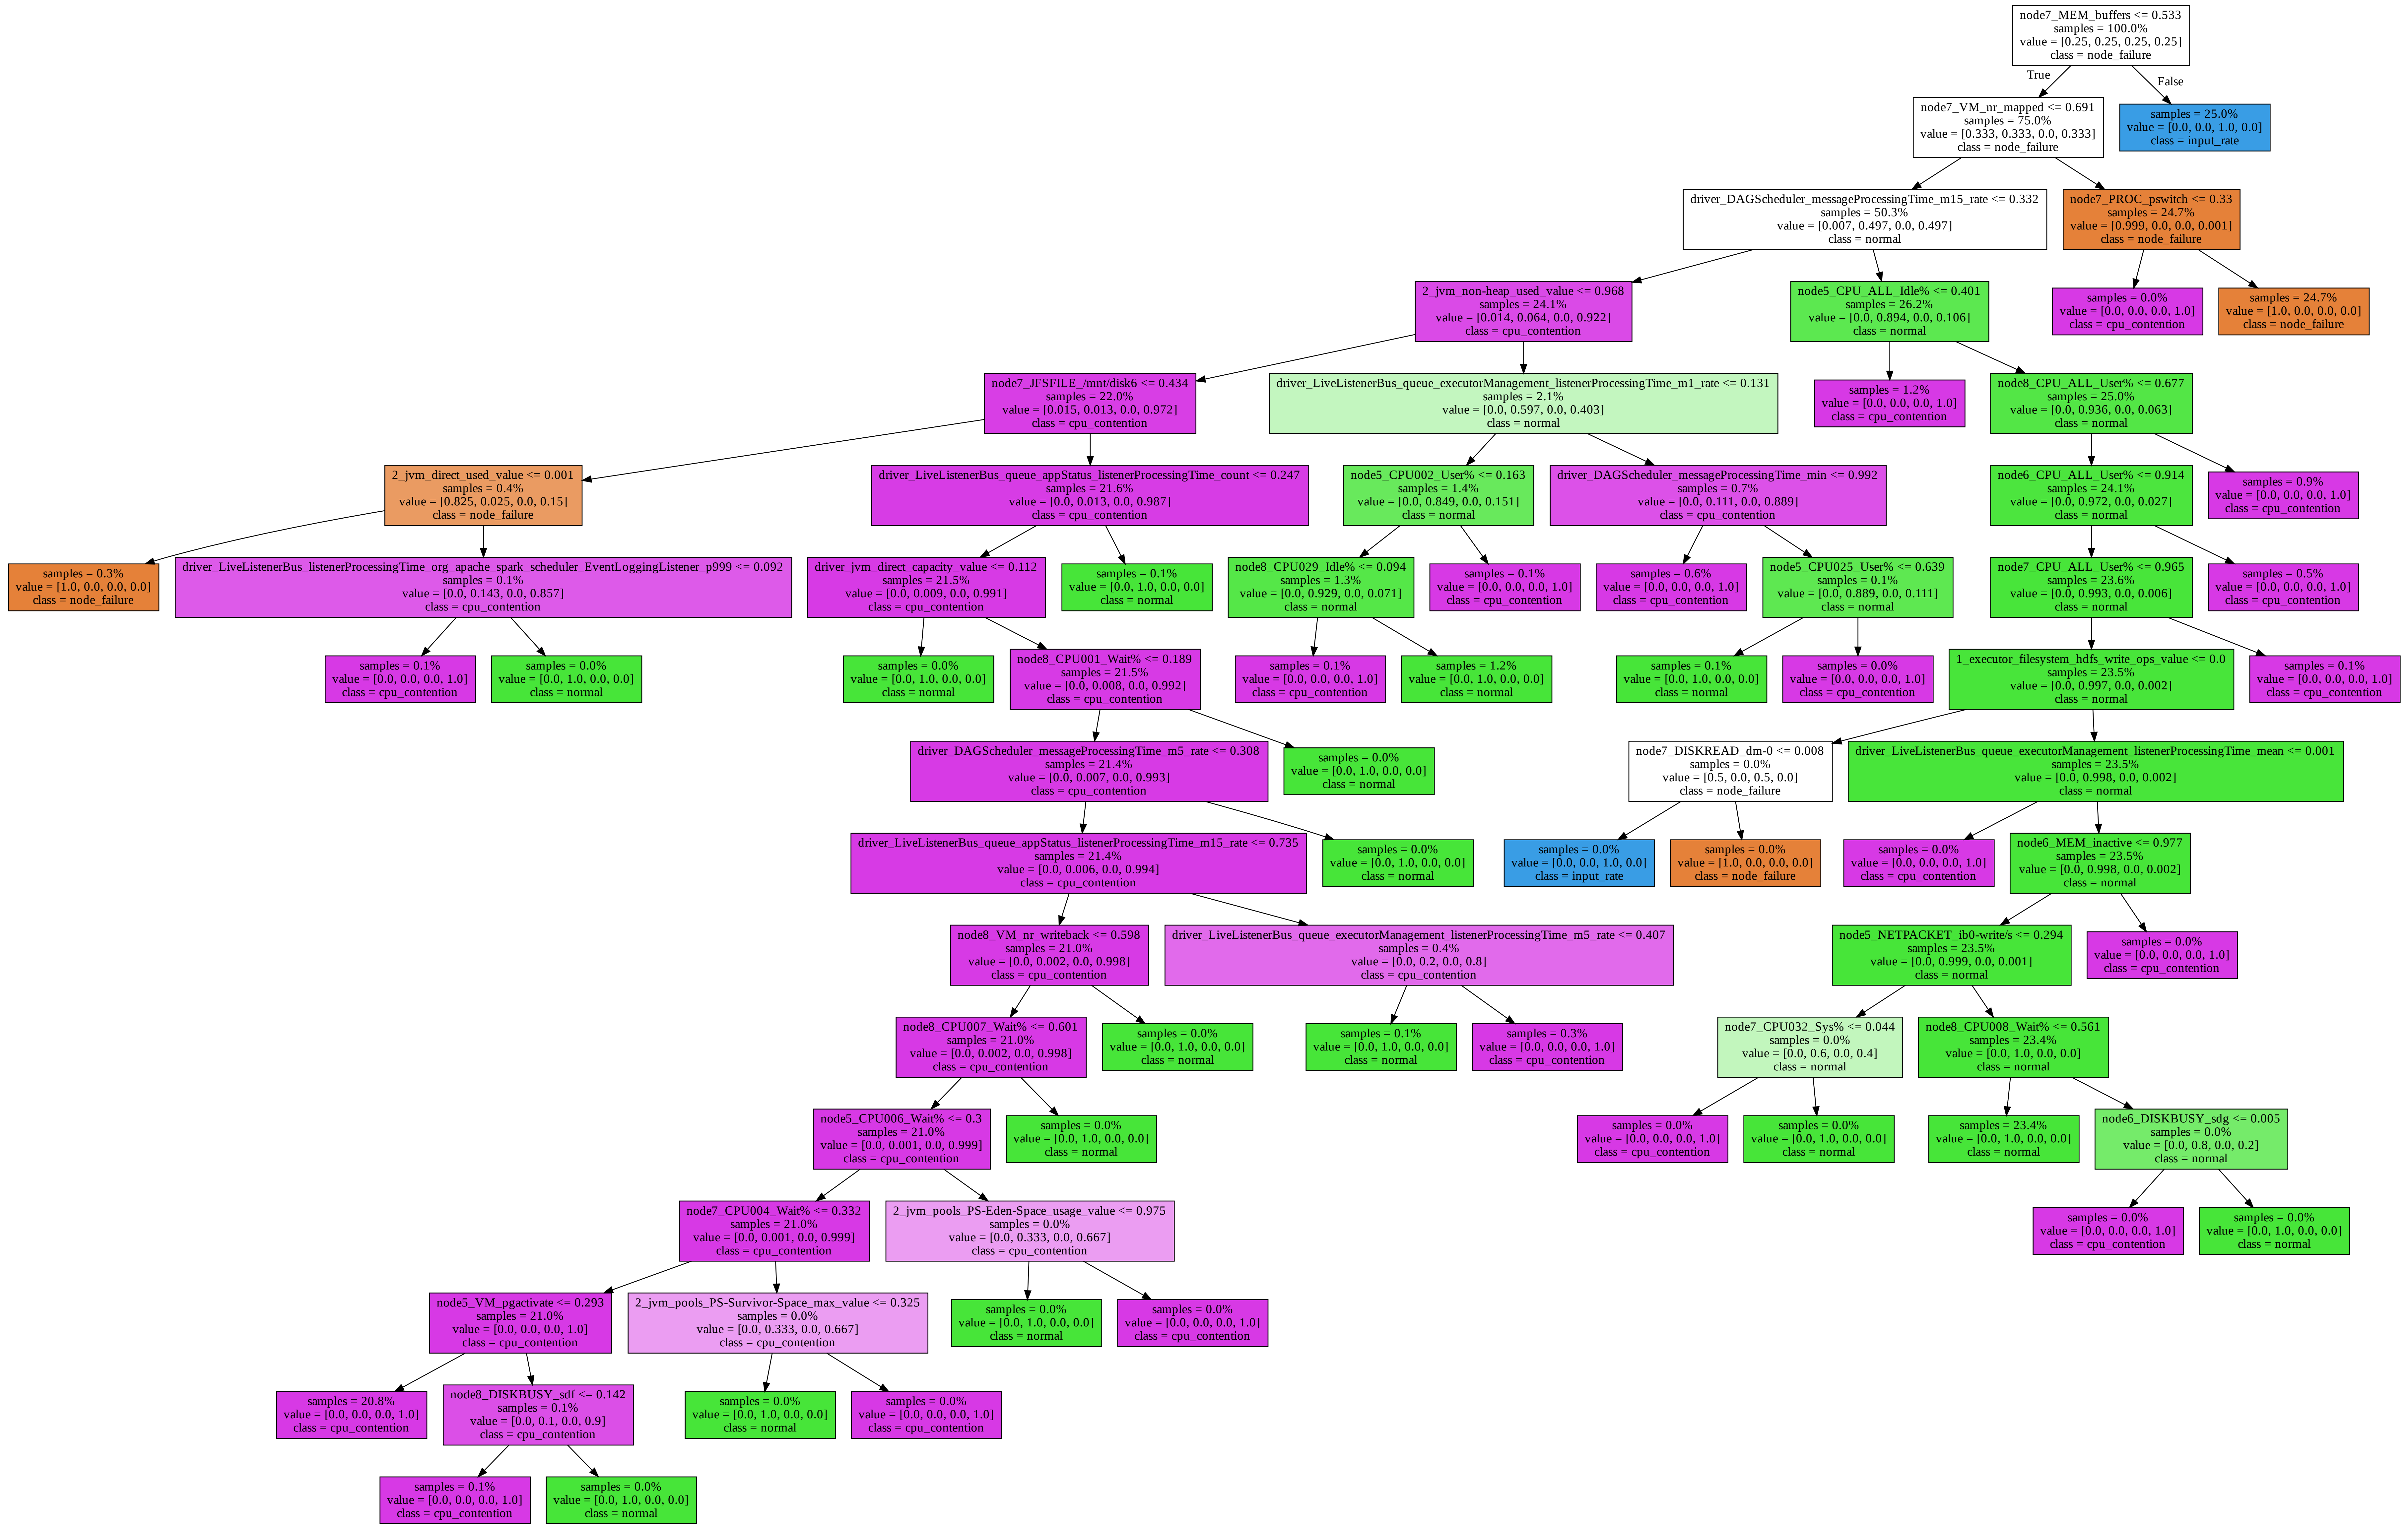 node7_MEM_buffers <= 0.533
samples = 100.0%
value = [0.25, 0.25, 0.25, 0.25]
class = node_failure
True
False
node7_VM_nr_mapped <= 0.691
samples = 75.0%
value = [0.333, 0.333, 0.0, 0.333]
class = node_failure
samples = 25.0%
value = [0.0, 0.0, 1.0, 0.0]
class = input_rate
driver_DAGScheduler_messageProcessingTime_m15_rate <= 0.332
samples = 50.3%
value = [0.007, 0.497, 0.0, 0.497]
class = normal
node7_PROC_pswitch <= 0.33
samples = 24.7%
value = [0.999, 0.0, 0.0, 0.001]
class = node_failure
2_jvm_non-heap_used_value <= 0.968
samples = 24.1%
value = [0.014, 0.064, 0.0, 0.922]
class = cpu_contention
node5_CPU_ALL_Idle% <= 0.401
samples = 26.2%
value = [0.0, 0.894, 0.0, 0.106]
class = normal
samples = 0.0%
value = [0.0, 0.0, 0.0, 1.0]
class = cpu_contention
samples = 24.7%
value = [1.0, 0.0, 0.0, 0.0]
class = node_failure
node7_JFSFILE_/mnt/disk6 <= 0.434
samples = 22.0%
value = [0.015, 0.013, 0.0, 0.972]
class = cpu_contention
driver_LiveListenerBus_queue_executorManagement_listenerProcessingTime_m1_rate <= 0.131
samples = 2.1%
value = [0.0, 0.597, 0.0, 0.403]
class = normal
samples = 1.2%
value = [0.0, 0.0, 0.0, 1.0]
class = cpu_contention
node8_CPU_ALL_User% <= 0.677
samples = 25.0%
value = [0.0, 0.936, 0.0, 0.063]
class = normal
2_jvm_direct_used_value <= 0.001
samples = 0.4%
value = [0.825, 0.025, 0.0, 0.15]
class = node_failure
driver_LiveListenerBus_queue_appStatus_listenerProcessingTime_count <= 0.247
samples = 21.6%
value = [0.0, 0.013, 0.0, 0.987]
class = cpu_contention
node5_CPU002_User% <= 0.163
samples = 1.4%
value = [0.0, 0.849, 0.0, 0.151]
class = normal
driver_DAGScheduler_messageProcessingTime_min <= 0.992
samples = 0.7%
value = [0.0, 0.111, 0.0, 0.889]
class = cpu_contention
node6_CPU_ALL_User% <= 0.914
samples = 24.1%
value = [0.0, 0.972, 0.0, 0.027]
class = normal
samples = 0.9%
value = [0.0, 0.0, 0.0, 1.0]
class = cpu_contention
samples = 0.3%
value = [1.0, 0.0, 0.0, 0.0]
class = node_failure
driver_LiveListenerBus_listenerProcessingTime_org_apache_spark_scheduler_EventLoggingListener_p999 <= 0.092
samples = 0.1%
value = [0.0, 0.143, 0.0, 0.857]
class = cpu_contention
driver_jvm_direct_capacity_value <= 0.112
samples = 21.5%
value = [0.0, 0.009, 0.0, 0.991]
class = cpu_contention
samples = 0.1%
value = [0.0, 1.0, 0.0, 0.0]
class = normal
node8_CPU029_Idle% <= 0.094
samples = 1.3%
value = [0.0, 0.929, 0.0, 0.071]
class = normal
samples = 0.1%
value = [0.0, 0.0, 0.0, 1.0]
class = cpu_contention
samples = 0.6%
value = [0.0, 0.0, 0.0, 1.0]
class = cpu_contention
node5_CPU025_User% <= 0.639
samples = 0.1%
value = [0.0, 0.889, 0.0, 0.111]
class = normal
node7_CPU_ALL_User% <= 0.965
samples = 23.6%
value = [0.0, 0.993, 0.0, 0.006]
class = normal
samples = 0.5%
value = [0.0, 0.0, 0.0, 1.0]
class = cpu_contention
samples = 0.1%
value = [0.0, 0.0, 0.0, 1.0]
class = cpu_contention
samples = 0.0%
value = [0.0, 1.0, 0.0, 0.0]
class = normal
samples = 0.0%
value = [0.0, 1.0, 0.0, 0.0]
class = normal
node8_CPU001_Wait% <= 0.189
samples = 21.5%
value = [0.0, 0.008, 0.0, 0.992]
class = cpu_contention
samples = 0.1%
value = [0.0, 0.0, 0.0, 1.0]
class = cpu_contention
samples = 1.2%
value = [0.0, 1.0, 0.0, 0.0]
class = normal
samples = 0.1%
value = [0.0, 1.0, 0.0, 0.0]
class = normal
samples = 0.0%
value = [0.0, 0.0, 0.0, 1.0]
class = cpu_contention
1_executor_filesystem_hdfs_write_ops_value <= 0.0
samples = 23.5%
value = [0.0, 0.997, 0.0, 0.002]
class = normal
samples = 0.1%
value = [0.0, 0.0, 0.0, 1.0]
class = cpu_contention
driver_DAGScheduler_messageProcessingTime_m5_rate <= 0.308
samples = 21.4%
value = [0.0, 0.007, 0.0, 0.993]
class = cpu_contention
samples = 0.0%
value = [0.0, 1.0, 0.0, 0.0]
class = normal
node7_DISKREAD_dm-0 <= 0.008
samples = 0.0%
value = [0.5, 0.0, 0.5, 0.0]
class = node_failure
driver_LiveListenerBus_queue_executorManagement_listenerProcessingTime_mean <= 0.001
samples = 23.5%
value = [0.0, 0.998, 0.0, 0.002]
class = normal
driver_LiveListenerBus_queue_appStatus_listenerProcessingTime_m15_rate <= 0.735
samples = 21.4%
value = [0.0, 0.006, 0.0, 0.994]
class = cpu_contention
samples = 0.0%
value = [0.0, 1.0, 0.0, 0.0]
class = normal
samples = 0.0%
value = [0.0, 0.0, 1.0, 0.0]
class = input_rate
samples = 0.0%
value = [1.0, 0.0, 0.0, 0.0]
class = node_failure
samples = 0.0%
value = [0.0, 0.0, 0.0, 1.0]
class = cpu_contention
node6_MEM_inactive <= 0.977
samples = 23.5%
value = [0.0, 0.998, 0.0, 0.002]
class = normal
node8_VM_nr_writeback <= 0.598
samples = 21.0%
value = [0.0, 0.002, 0.0, 0.998]
class = cpu_contention
driver_LiveListenerBus_queue_executorManagement_listenerProcessingTime_m5_rate <= 0.407
samples = 0.4%
value = [0.0, 0.2, 0.0, 0.8]
class = cpu_contention
node5_NETPACKET_ib0-write/s <= 0.294
samples = 23.5%
value = [0.0, 0.999, 0.0, 0.001]
class = normal
samples = 0.0%
value = [0.0, 0.0, 0.0, 1.0]
class = cpu_contention
node8_CPU007_Wait% <= 0.601
samples = 21.0%
value = [0.0, 0.002, 0.0, 0.998]
class = cpu_contention
samples = 0.0%
value = [0.0, 1.0, 0.0, 0.0]
class = normal
samples = 0.1%
value = [0.0, 1.0, 0.0, 0.0]
class = normal
samples = 0.3%
value = [0.0, 0.0, 0.0, 1.0]
class = cpu_contention
node7_CPU032_Sys% <= 0.044
samples = 0.0%
value = [0.0, 0.6, 0.0, 0.4]
class = normal
node8_CPU008_Wait% <= 0.561
samples = 23.4%
value = [0.0, 1.0, 0.0, 0.0]
class = normal
node5_CPU006_Wait% <= 0.3
samples = 21.0%
value = [0.0, 0.001, 0.0, 0.999]
class = cpu_contention
samples = 0.0%
value = [0.0, 1.0, 0.0, 0.0]
class = normal
samples = 0.0%
value = [0.0, 0.0, 0.0, 1.0]
class = cpu_contention
samples = 0.0%
value = [0.0, 1.0, 0.0, 0.0]
class = normal
samples = 23.4%
value = [0.0, 1.0, 0.0, 0.0]
class = normal
node6_DISKBUSY_sdg <= 0.005
samples = 0.0%
value = [0.0, 0.8, 0.0, 0.2]
class = normal
node7_CPU004_Wait% <= 0.332
samples = 21.0%
value = [0.0, 0.001, 0.0, 0.999]
class = cpu_contention
2_jvm_pools_PS-Eden-Space_usage_value <= 0.975
samples = 0.0%
value = [0.0, 0.333, 0.0, 0.667]
class = cpu_contention
samples = 0.0%
value = [0.0, 0.0, 0.0, 1.0]
class = cpu_contention
samples = 0.0%
value = [0.0, 1.0, 0.0, 0.0]
class = normal
node5_VM_pgactivate <= 0.293
samples = 21.0%
value = [0.0, 0.0, 0.0, 1.0]
class = cpu_contention
2_jvm_pools_PS-Survivor-Space_max_value <= 0.325
samples = 0.0%
value = [0.0, 0.333, 0.0, 0.667]
class = cpu_contention
samples = 0.0%
value = [0.0, 1.0, 0.0, 0.0]
class = normal
samples = 0.0%
value = [0.0, 0.0, 0.0, 1.0]
class = cpu_contention
samples = 20.8%
value = [0.0, 0.0, 0.0, 1.0]
class = cpu_contention
node8_DISKBUSY_sdf <= 0.142
samples = 0.1%
value = [0.0, 0.1, 0.0, 0.9]
class = cpu_contention
samples = 0.0%
value = [0.0, 1.0, 0.0, 0.0]
class = normal
samples = 0.0%
value = [0.0, 0.0, 0.0, 1.0]
class = cpu_contention
samples = 0.1%
value = [0.0, 0.0, 0.0, 1.0]
class = cpu_contention
samples = 0.0%
value = [0.0, 1.0, 0.0, 0.0]
class = normal